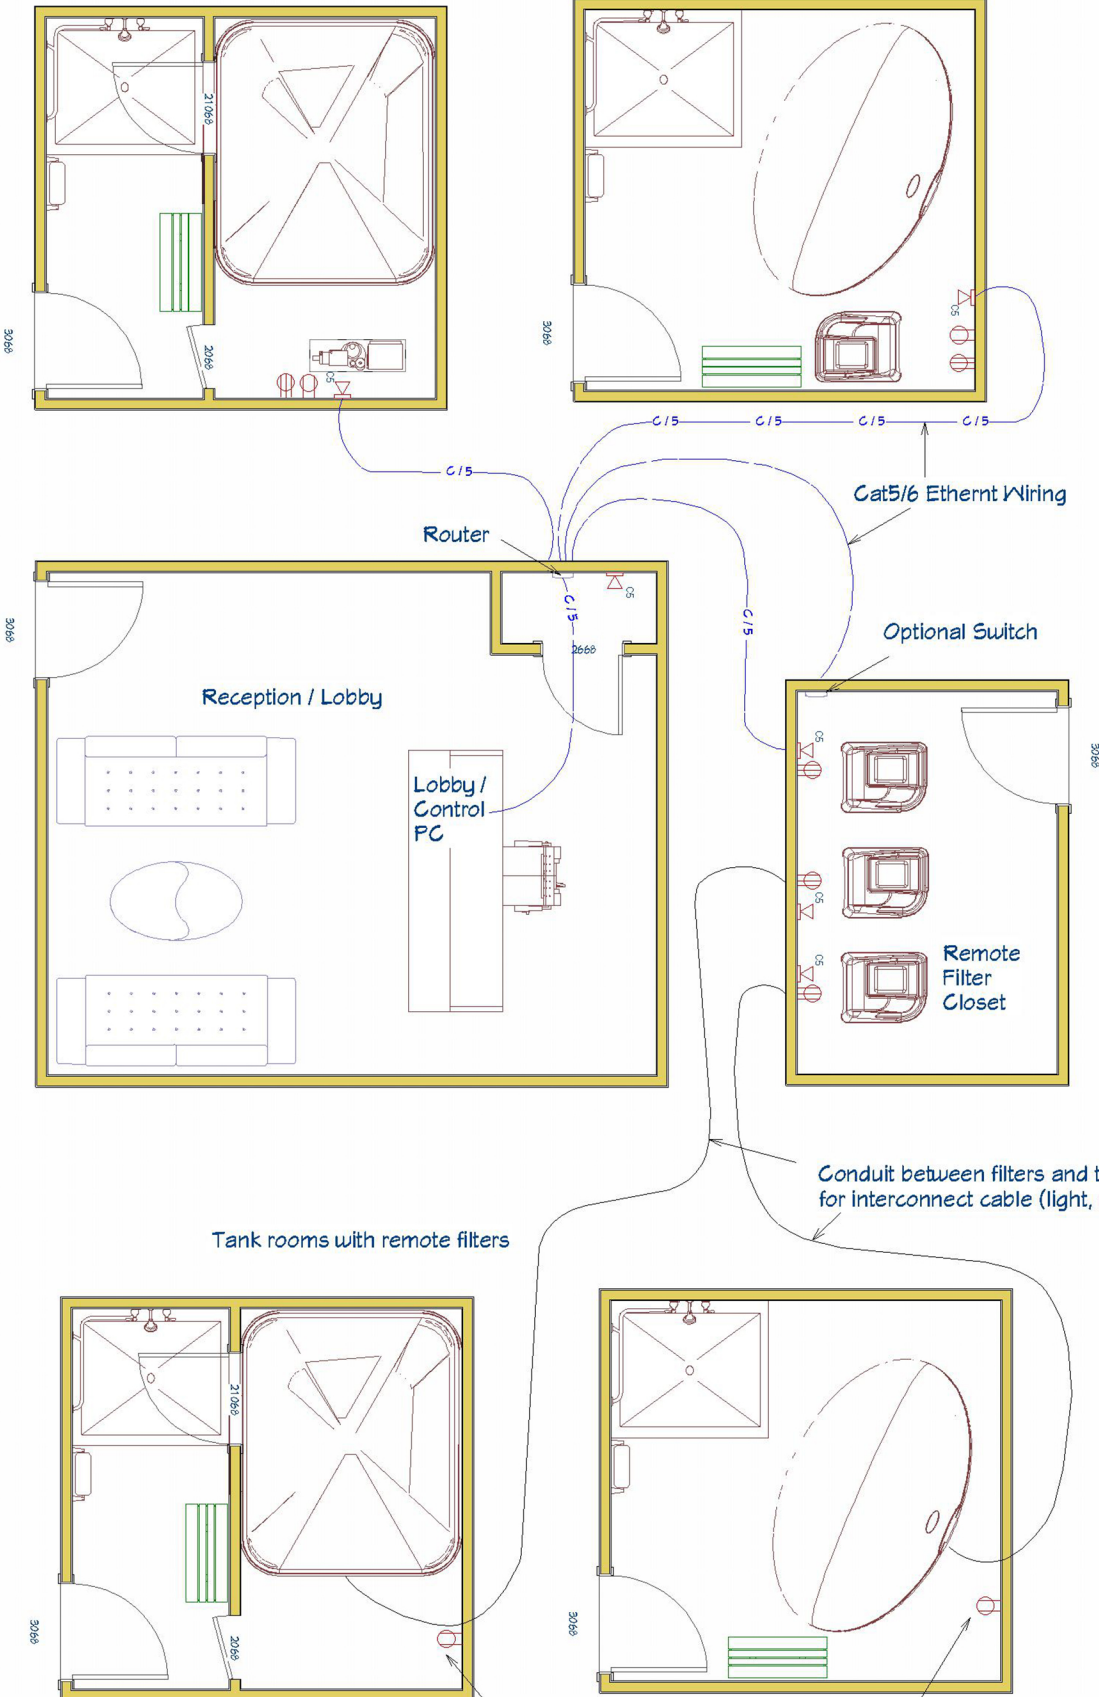 21068
3068
2068
C5
3068
C5
C/5
C/5
C/5
C/5
C/5
Cat5/6 Ethernt Wiring
Router
C/5
C5
3068
2668
C/5
Optional Switch
Reception / Lobby
Lobby /
Control
PC
C5
3068
C5
C5
Remote
Filter
Closet
Conduit between filters and t
for interconnect cable (light,
Tank rooms with remote filters
21068
3068
2068
3068